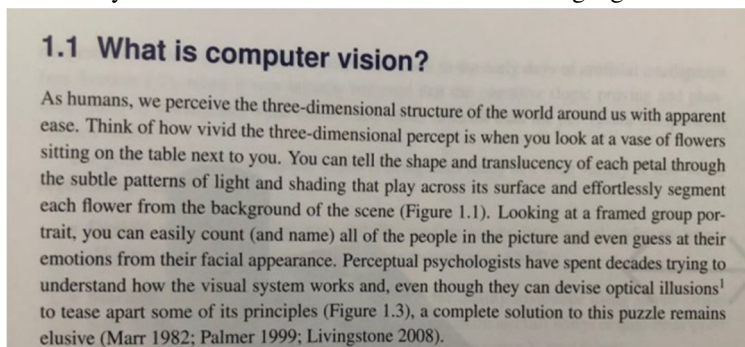 1.1 What is computer vision?
As humans, we perceive the three-dimensional structure of the world around us with apparent
ease. Think of how vivid the three-dimensional percept is when you look at a vase of flowers
sitting on the table next to you. You can tell the shape and translucency of each petal through
the subtle patterns of light and shading that play across its surface and effortlessly segment
each flower from the background of the scene (Figure 1.1). Looking at a framed group por-
trait, you can easily count (and name) all of the people in the picture and even guess at their
emotions from their facial appearance. Perceptual psychologists have spent decades trying to
understand how the visual system works and, even though they can devise optical illusions¹
to tease apart some of its principles (Figure 1.3), a complete solution to this puzzle remains
elusive (Marr 1982; Palmer 1999; Livingstone 2008).